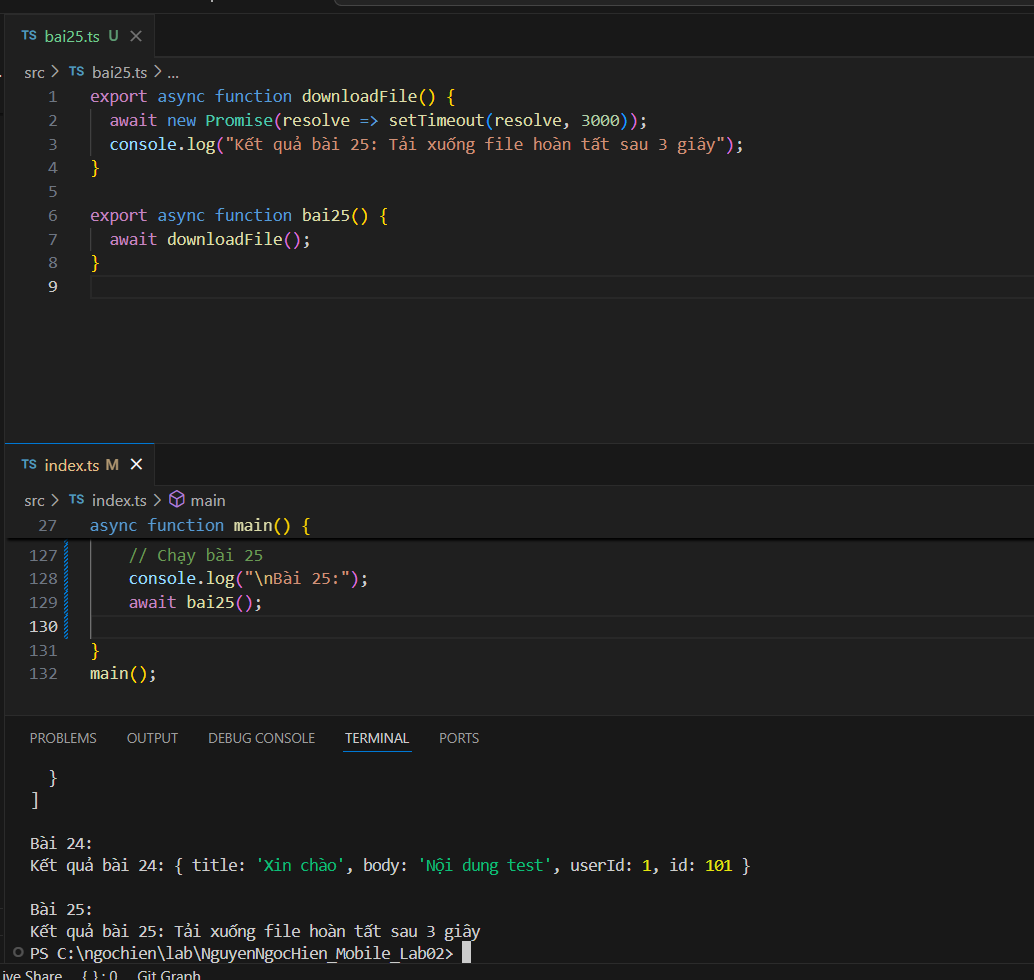 TS bai25.ts U
src > TS bai25.ts > ...
1 export async function downloadFile() {
2 await new Promise(resolve => setTimeout(resolve, 3000));
3 console.log("Kết quả bài 25: Tải xuống file hoàn tất sau 3 giây");
4 }
5
6 export async function bai25() {
7 await downloadFile();
8 }
9
TS index.ts M
src > TS index.ts > main
27 async function main() {
127 // Chạy bài 25
128 console.log("\nBài 25:");
129 await bai25();
130
131 }
132 main();
PROBLEMS OUTPUT DEBUG CONSOLE TERMINAL PORTS
}
]
Bài 24:
Kết quả bài 24: { title: 'Xin chào', body: 'Nội dung test', userId: 1, id: 101 }
Bài 25:
Kết quả bài 25: Tải xuống file hoàn tất sau 3 giây
PS C:\ngochien\lab\NguyenNgocHien_Mobile_Lab02>
ive Share { } : 0 Git Graph